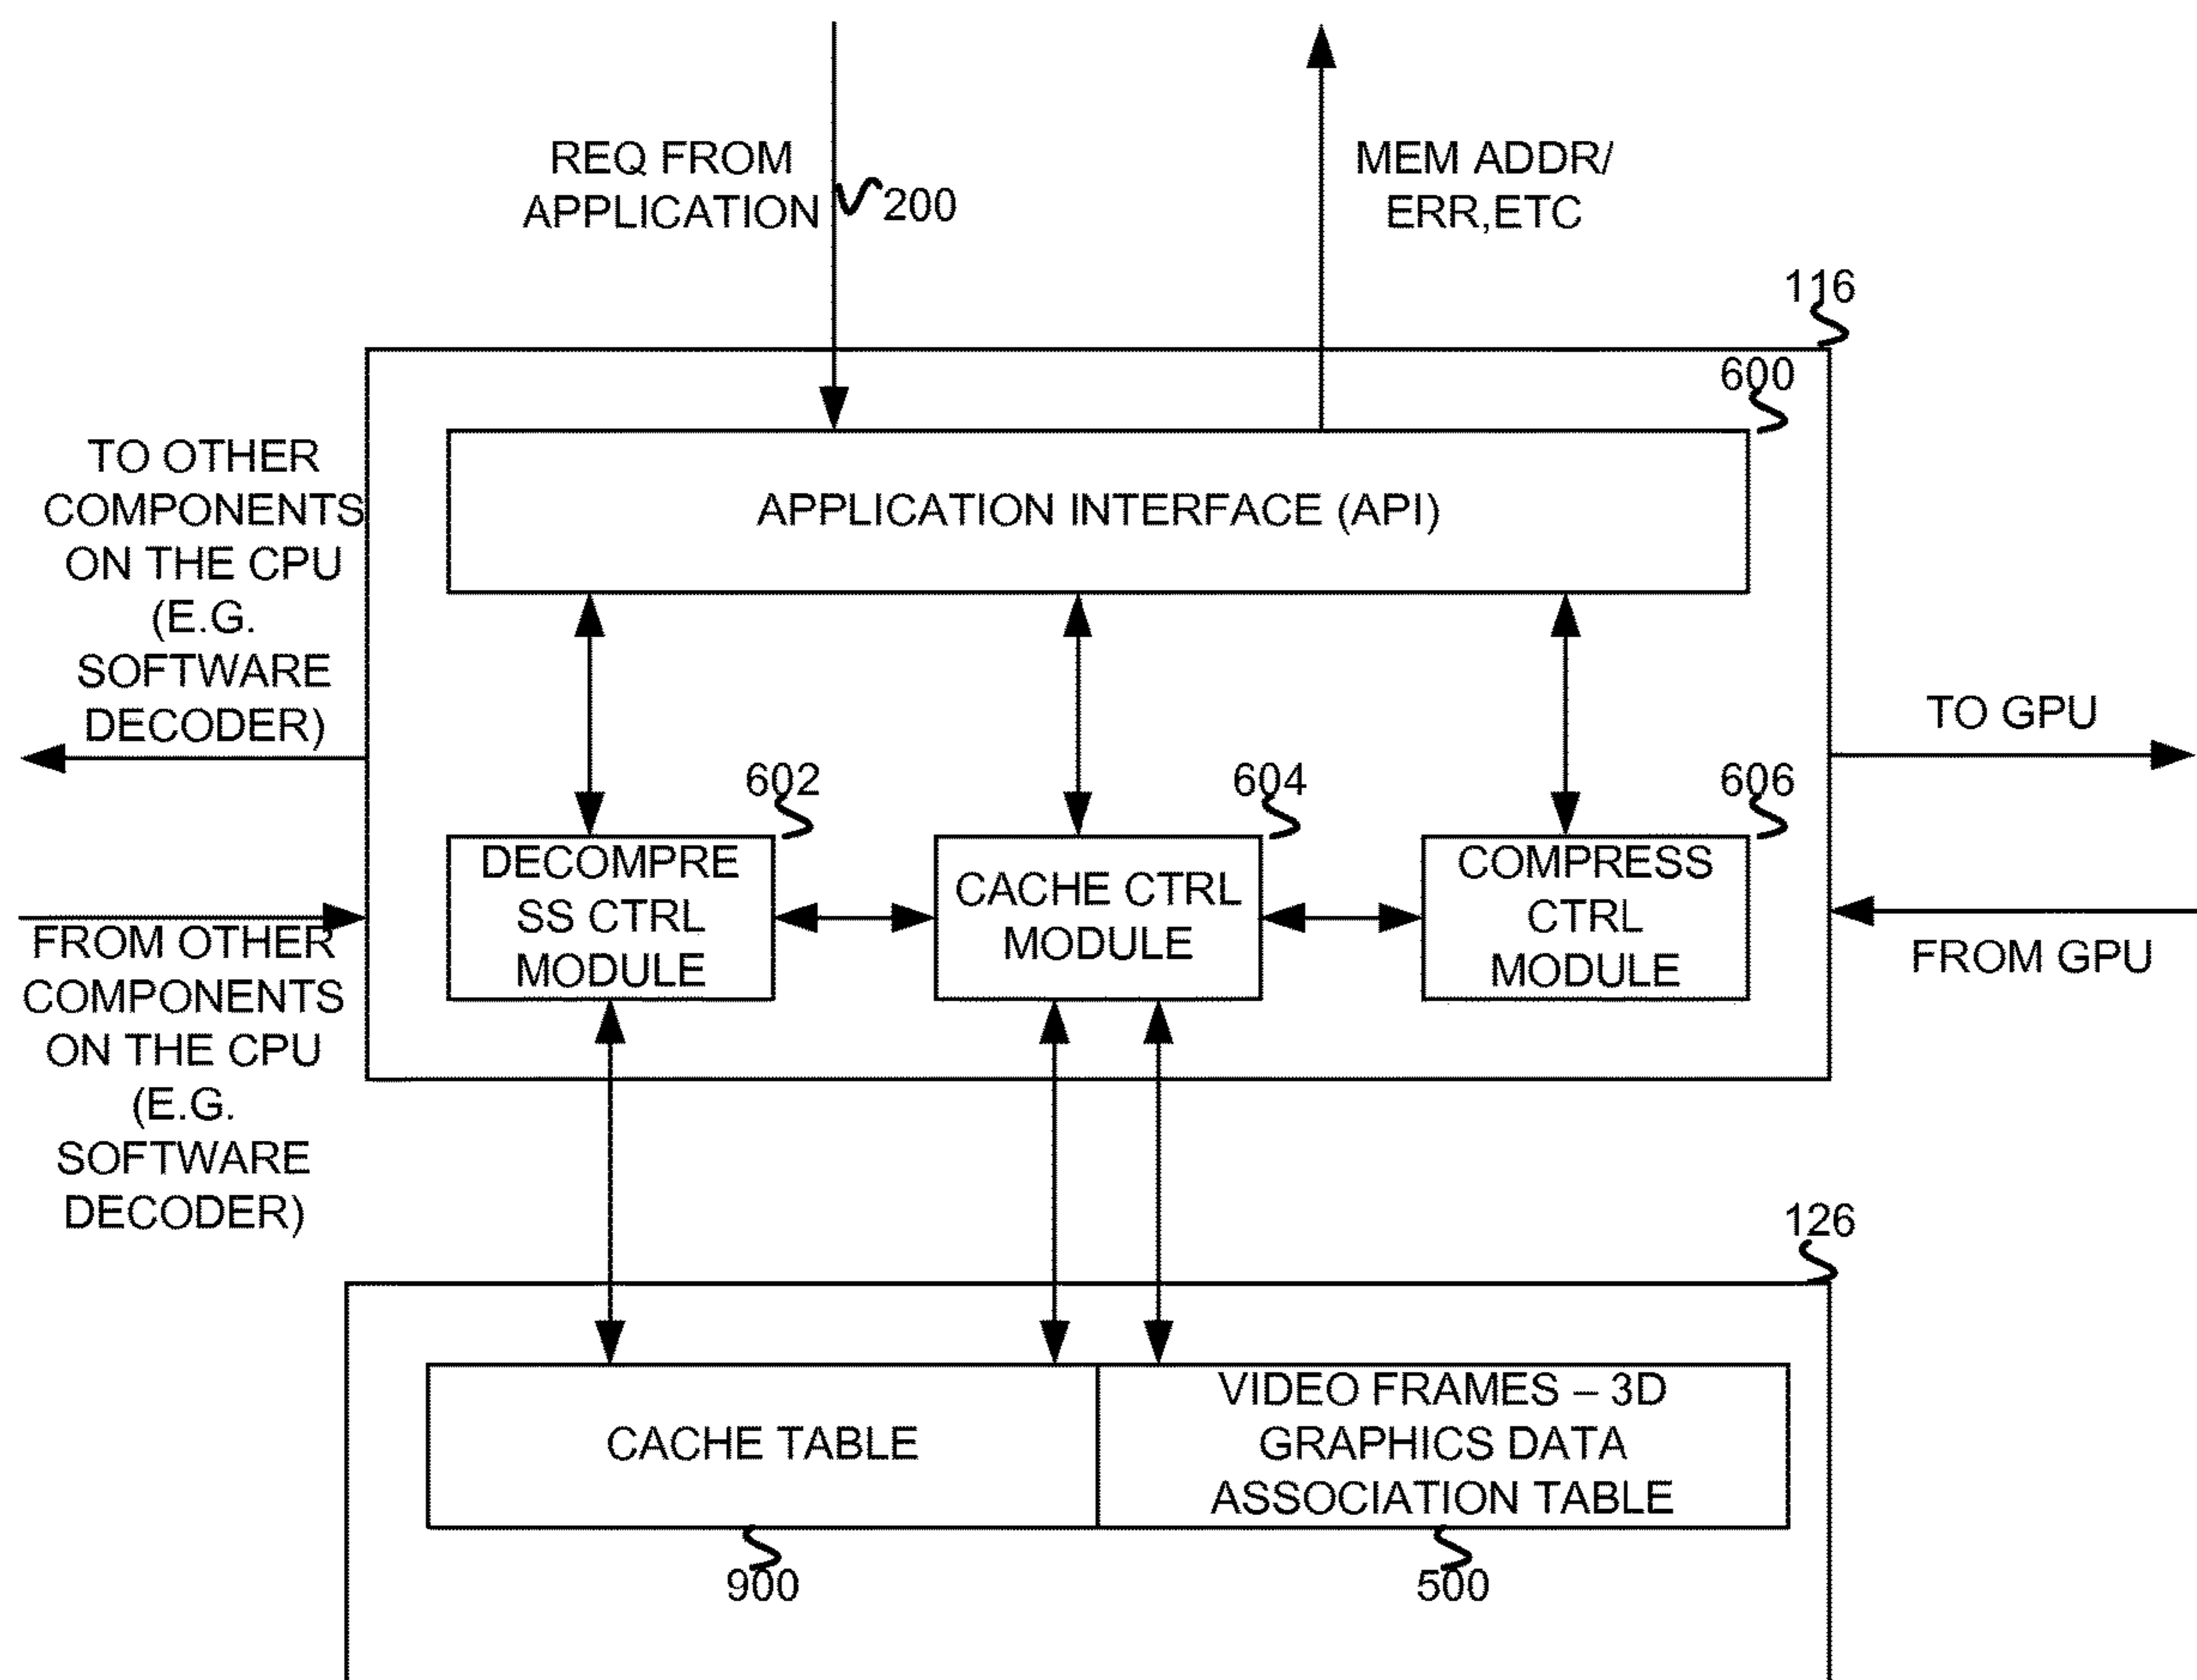 REQ FROM
APPLICATION
200
MEM ADDR/
ERR,ETC
116
600
APPLICATION INTERFACE (API)
TO OTHER
COMPONENTS
ON THE CPU
(E.G.
SOFTWARE
DECODER)
TO GPU
602
604
606
DECOMPRE
SS CTRL
MODULE
CACHE CTRL
MODULE
COMPRESS
CTRL
MODULE
FROM OTHER
COMPONENTS
ON THE CPU
(E.G.
SOFTWARE
DECODER)
FROM GPU
126
CACHE TABLE
VIDEO FRAMES – 3D
GRAPHICS DATA
ASSOCIATION TABLE
900
500